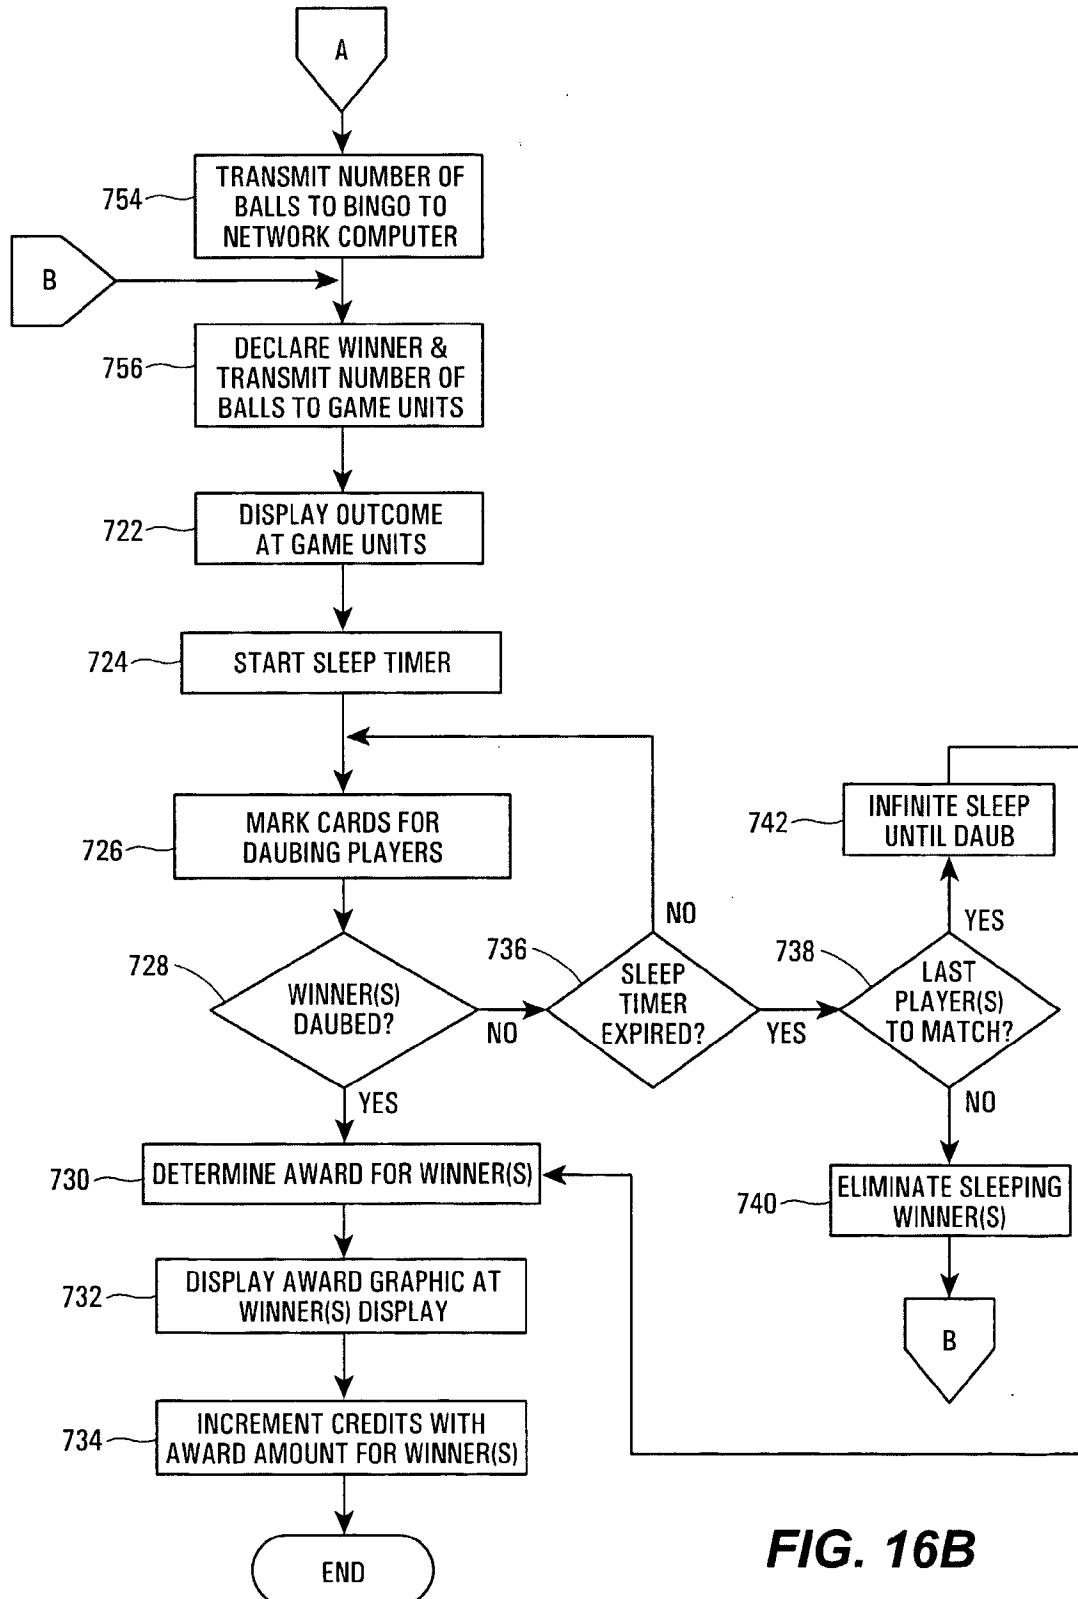 A
754
TRANSMIT NUMBER OF
BALLS TO BINGO TO
NETWORK COMPUTER
B
756
DECLARE WINNER &
TRANSMIT NUMBER OF
BALLS TO GAME UNITS
722
DISPLAY OUTCOME
AT GAME UNITS
724
START SLEEP TIMER
726
MARK CARDS FOR
DAUBING PLAYERS
742
INFINITE SLEEP
UNTIL DAUB
728
WINNER(S)
DAUBED?
NO
YES
736
SLEEP
TIMER
EXPIRED?
NO
YES
738
LAST
PLAYER(S)
TO MATCH?
YES
NO
730
DETERMINE AWARD FOR WINNER(S)
740
ELIMINATE SLEEPING
WINNER(S)
B
732
DISPLAY AWARD GRAPHIC AT
WINNER(S) DISPLAY
734
INCREMENT CREDITS WITH
AWARD AMOUNT FOR WINNER(S)
END
FIG. 16B